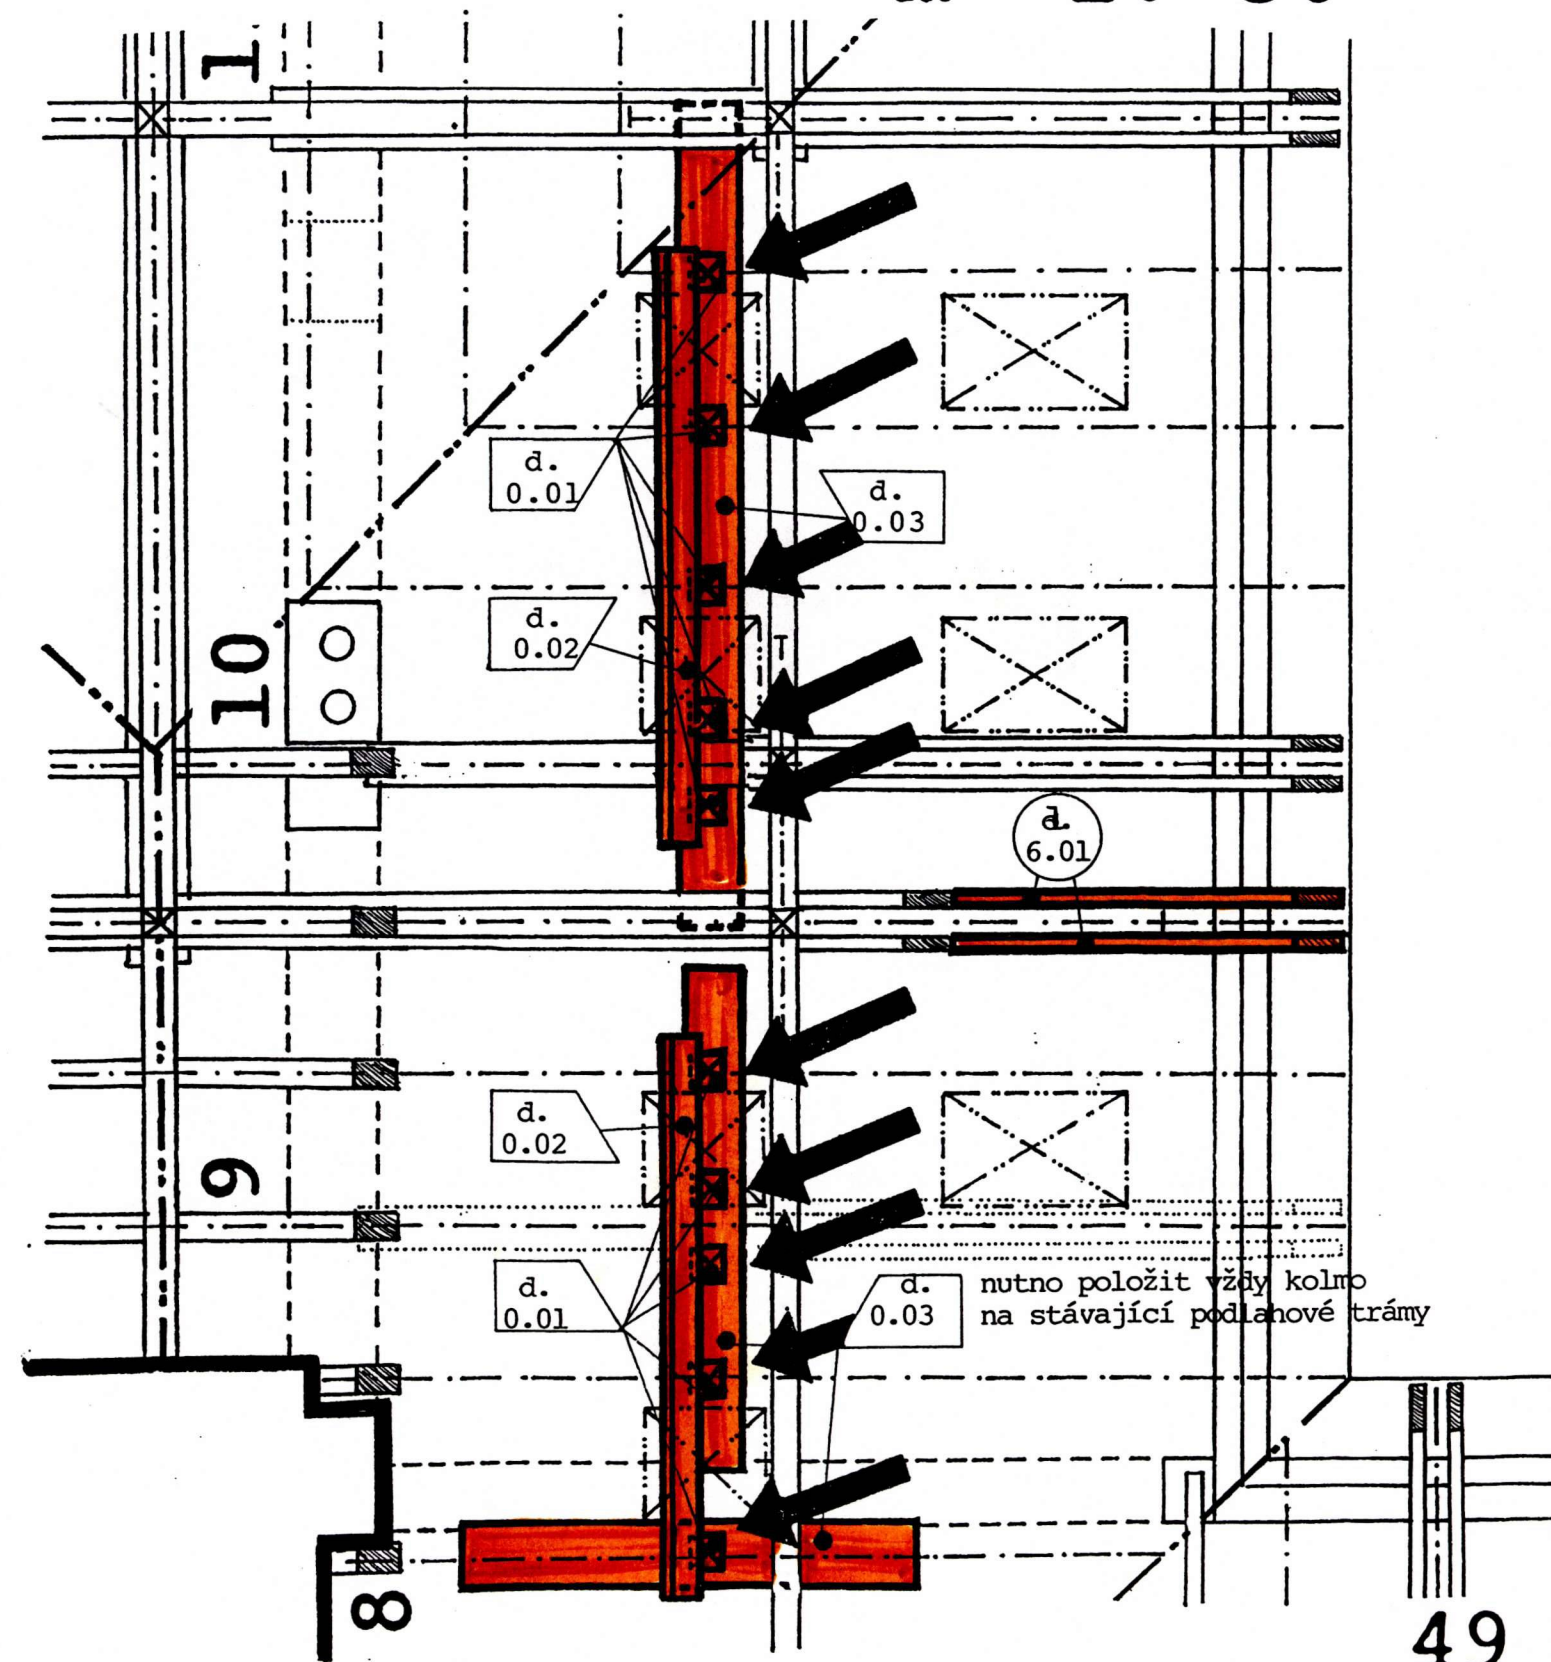 1
d.
0.01
d.
0.03
10
d.
0.02
d.
6.01
d.
0.02
9
d.
0.01
d.
0.03
nutno položit vždy kolmo
na stávající podlahové trámy
8
49